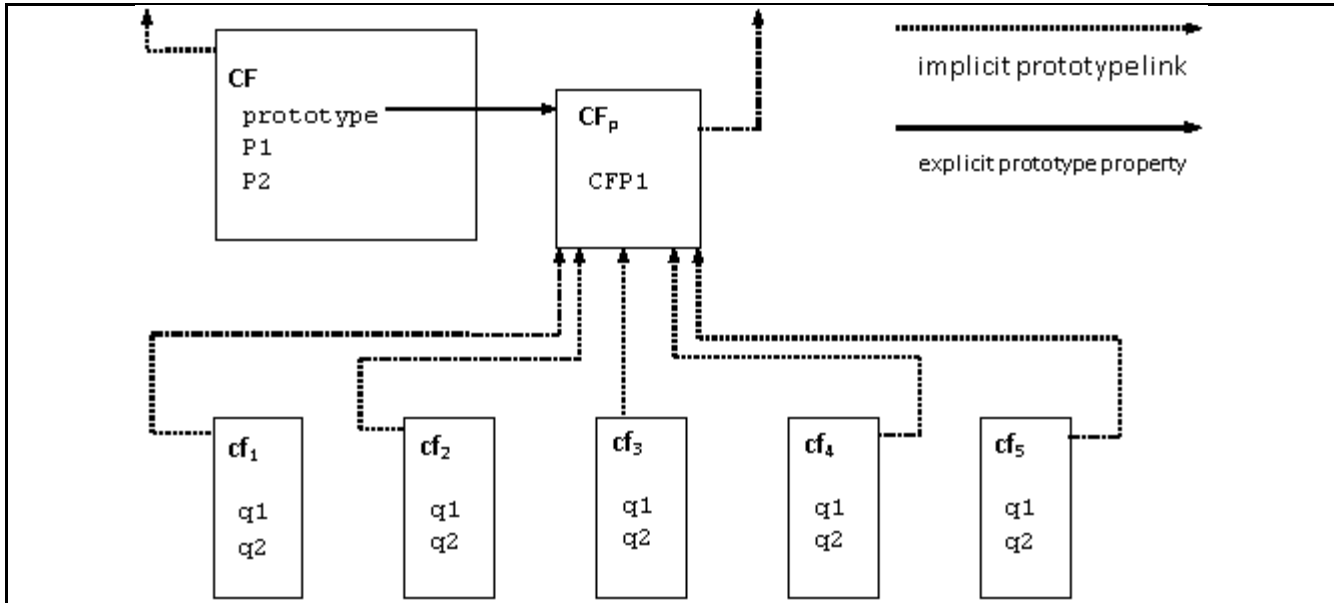 CF
prototype
P1
P2
CFp
CFP1
implicit prototype link
explicit prototype property
cf1
q1
q2
cf2
q1
q2
cf3
q1
q2
cf4
q1
q2
cf5
q1
q2